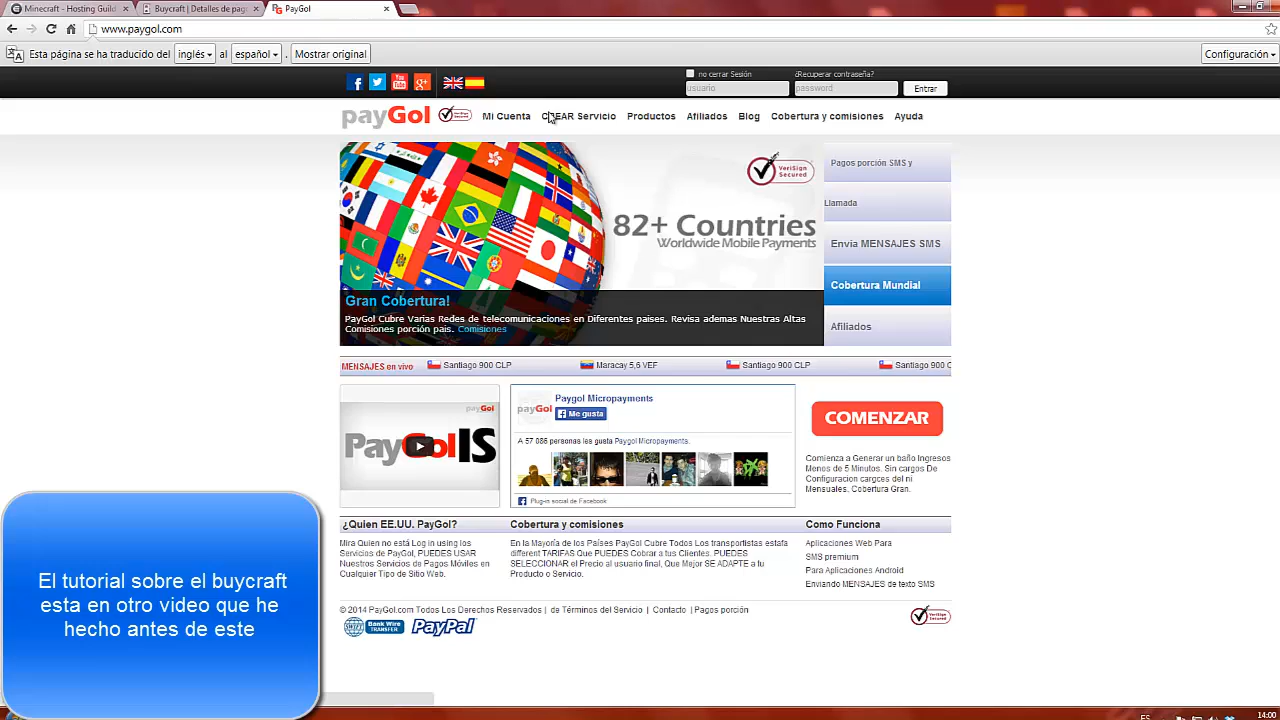 Minecraft - Hosting Guild
Buycraft | Detalles de pago
PayGol
www.paygol.com
Esta página se ha traducido del inglés al español . Mostrar original Configuración
no cerrar Sesión ¿Recuperar contraseña?
usuario password Entrar
payGol Mi Cuenta CREAR Servicio Productos Afiliados Blog Cobertura y comisiones Ayuda
VeriSign
Secured
82+ Countries
Worldwide Mobile Payments
Gran Cobertura!
PayGol Cubre Varias Redes de telecomunicaciones en Diferentes paises. Revisa ademas Nuestras Altas
Comisiones porción pais. Comisiones
Pagos porción SMS y
Llamada
Envia MENSAJES SMS
Cobertura Mundial
Afiliados
MENSAJES en vivo Santiago 900 CLP Maracay 5,6 VEF Santiago 900 CLP Santiago 900 C
payGol
PayGol IS
payGol
Paygol Micropayments
Me gusta
A 57 086 personas les gusta Paygol Micropayments.
Plug-in social de Facebook
COMENZAR
Comienza a Generar un baño Ingresos
Menos de 5 Minutos. Sin cargos De
Configuracion cargces del ni
Mensuales. Cobertura Gran.
¿Quien EE.UU. PayGol?
Mira Quien no está Log in using los
Servicios de PayGol, PUEDES USAR
Nuestros Servicios de Pagos Móviles en
Cualquier Tipo de Sitio Web.
Cobertura y comisiones
En la Mayoría de los Países PayGol Cubre Todos Los transportistas estafa
diferentes TARIFAS Que PUEDES Cobrar a tus Clientes. PUEDES
SELECCIONAR el Precio al usuario final, Que Mejor SE ADAPTE a tu
Producto o Servicio.
Como Funciona
Aplicaciones Web Para
SMS premium
Para Aplicaciones Android
Enviando MENSAJES de texto SMS
© 2014 PayGol.com Todos Los Derechos Reservados | de Términos del Servicio | Contacto | Pagos porción
Bank Wire
TRANSFER
PayPal
El tutorial sobre el buycraft
esta en otro video que he
hecho antes de este
ES 14:00